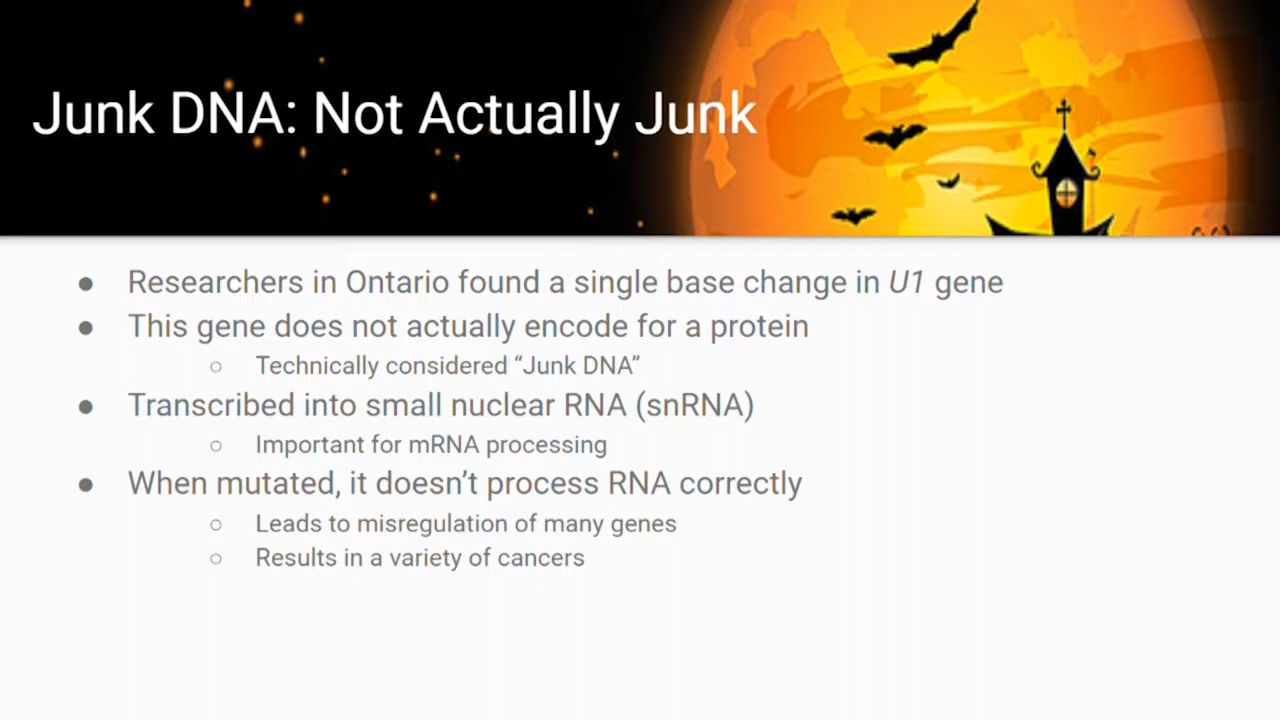 Junk DNA: Not Actually Junk
● Researchers in Ontario found a single base change in U1 gene
● This gene does not actually encode for a protein
○ Technically considered “Junk DNA”
● Transcribed into small nuclear RNA (snRNA)
○ Important for mRNA processing
● When mutated, it doesn’t process RNA correctly
○ Leads to misregulation of many genes
○ Results in a variety of cancers